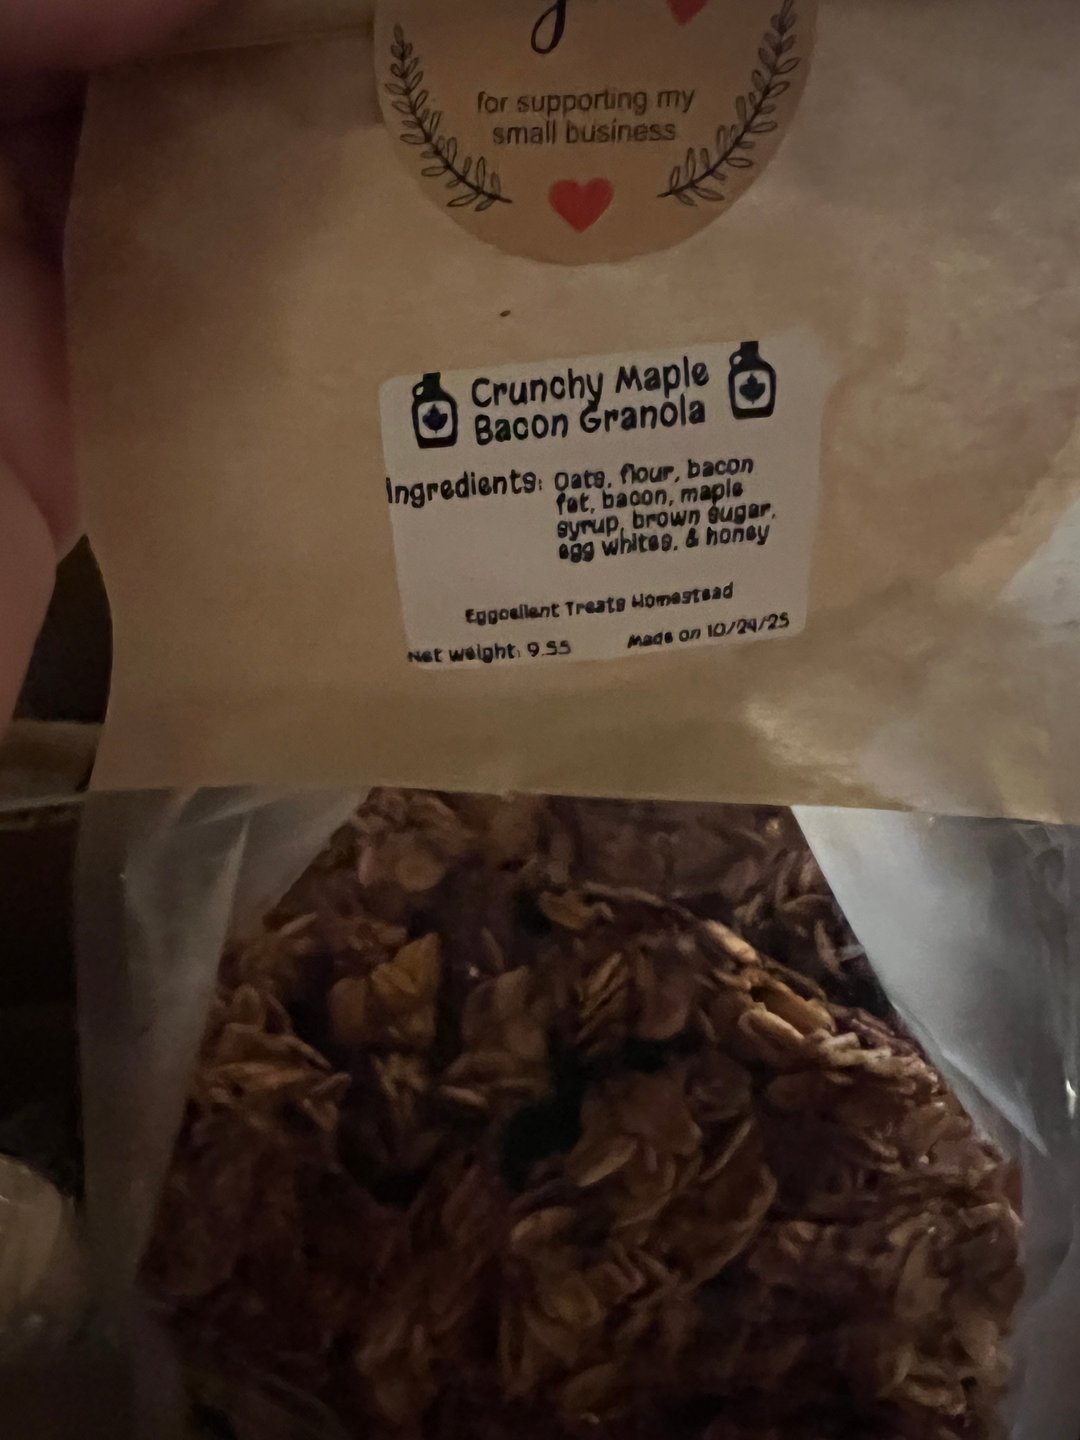 for supporting my
small business
Crunchy Maple
Bacon Granola
Ingredients: Oats, flour, bacon
fat, bacon, maple
syrup, brown sugar,
egg whites, & honey
Eggcellent Treats Homestead
Net weight: 9.55
Made on 10/29/25